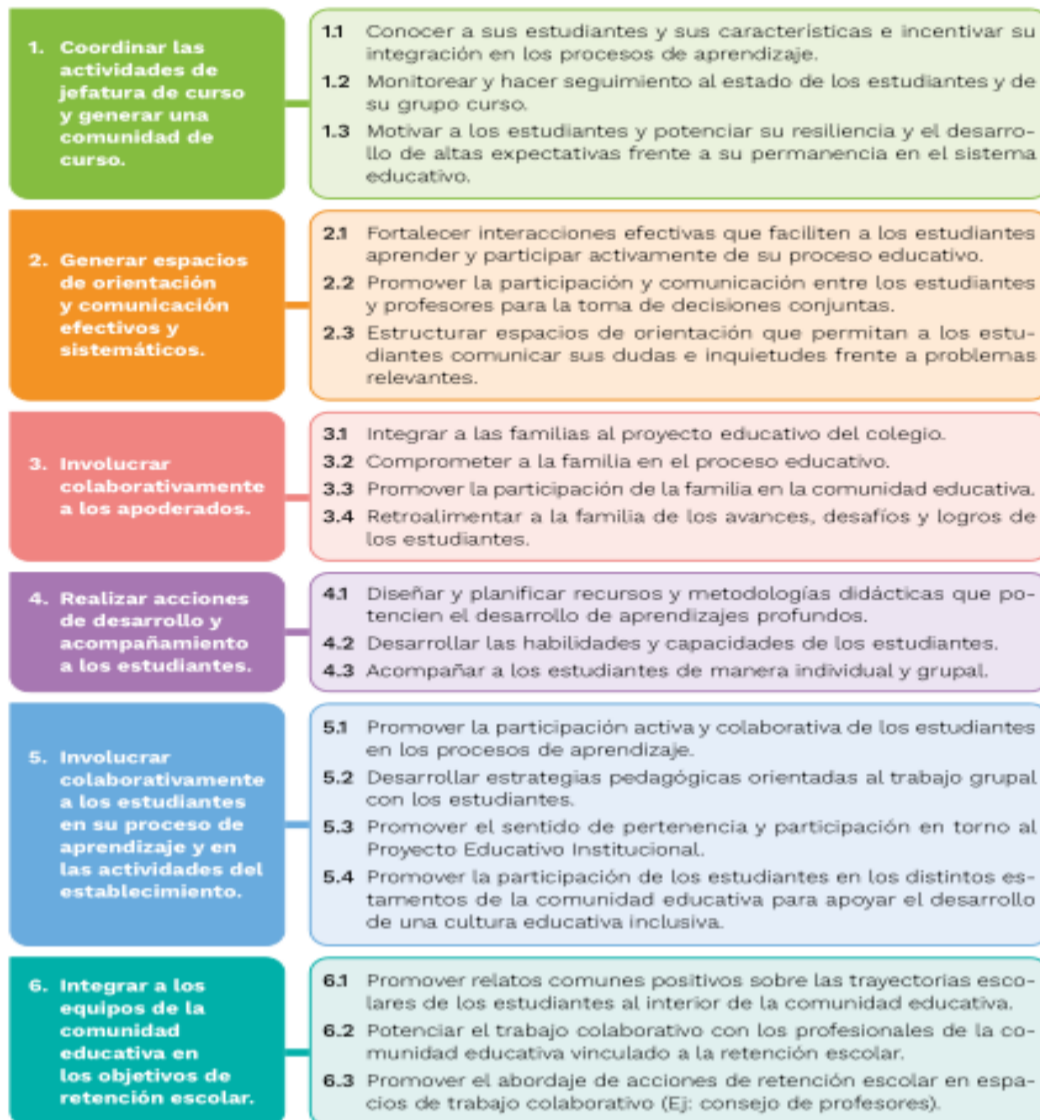 1. Coordinar las
actividades de
jefatura de curso
y generar una
comunidad de
curso.
1.1 Conocer a sus estudiantes y sus características e incentivar su
integración en los procesos de aprendizaje.
1.2 Monitorear y hacer seguimiento al estado de los estudiantes y de
su grupo curso.
1.3 Motivar a los estudiantes y potenciar su resiliencia y el desarro-
llo de altas expectativas frente a su permanencia en el sistema
educativo.
2. Generar espacios
de orientación
y comunicación
efectivos y
sistemáticos.
2.1 Fortalecer interacciones efectivas que faciliten a los estudiantes
aprender y participar activamente de su proceso educativo.
2.2 Promover la participación y comunicación entre los estudiantes
y profesores para la toma de decisiones conjuntas.
2.3 Estructurar espacios de orientación que permitan a los estu-
diantes comunicar sus dudas e inquietudes frente a problemas
relevantes.
3. Involucrar
colaborativamente
a los apoderados.
3.1 Integrar a las familias al proyecto educativo del colegio.
3.2 Comprometer a la familia en el proceso educativo.
3.3 Promover la participación de la familia en la comunidad educativa.
3.4 Retroalimentar a la familia de los avances, desafíos y logros de
los estudiantes.
4. Realizar acciones
de desarrollo y
acompañamiento
a los estudiantes.
4.1 Diseñar y planificar recursos y metodologías didácticas que po-
tencien el desarrollo de aprendizajes profundos.
4.2 Desarrollar las habilidades y capacidades de los estudiantes.
4.3 Acompañar a los estudiantes de manera individual y grupal.
5. Involucrar
colaborativamente
a los estudiantes
en su proceso de
aprendizaje y en
las actividades del
establecimiento.
5.1 Promover la participación activa y colaborativa de los estudiantes
en los procesos de aprendizaje.
5.2 Desarrollar estrategias pedagógicas orientadas al trabajo grupal
con los estudiantes.
5.3 Promover el sentido de pertenencia y participación en torno al
Proyecto Educativo Institucional.
5.4 Promover la participación de los estudiantes en los distintos es-
tamentos de la comunidad educativa para apoyar el desarrollo
de una cultura educativa inclusiva.
6. Integrar a los
equipos de la
comunidad
educativa en
los objetivos de
retención escolar.
6.1 Promover relatos comunes positivos sobre las trayectorias esco-
lares de los estudiantes al interior de la comunidad educativa.
6.2 Potenciar el trabajo colaborativo con los profesionales de la co-
munidad educativa vinculado a la retención escolar.
6.3 Promover el abordaje de acciones de retención escolar en espa-
cios de trabajo colaborativo (Ej: consejo de profesores).